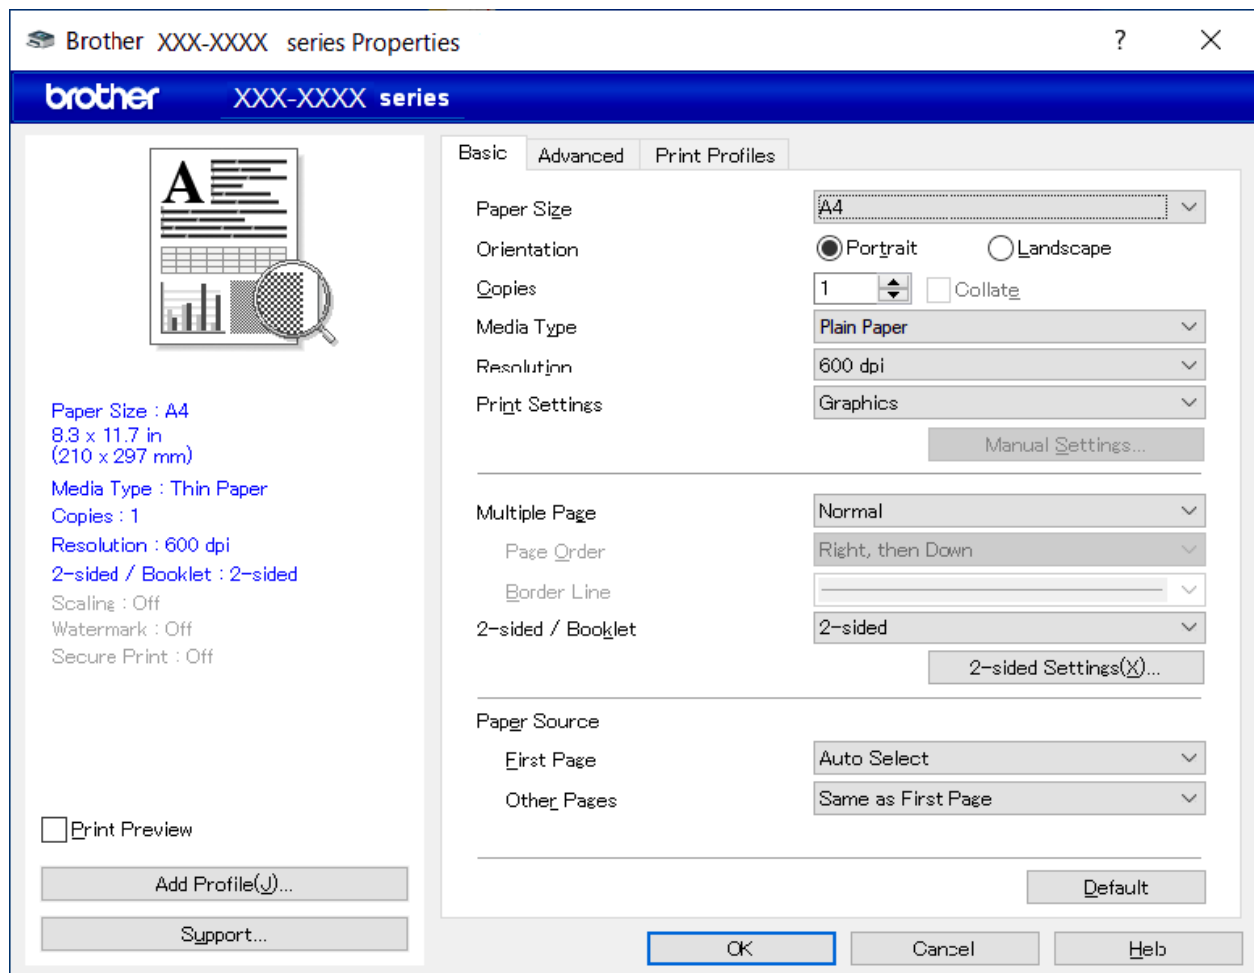 Brother XXX-XXXX series Properties ?
brother XXX-XXXX series
A
Paper Size : A4
8.3 x 11.7 in
(210 x 297 mm)
Media Type : Thin Paper
Copies : 1
Resolution : 600 dpi
2-sided / Booklet : 2-sided
Scaling : Off
Watermark : Off
Secure Print : Off
Print Preview
Add Profile(J)...
Support...
Basic Advanced Print Profiles
Paper Size A4
Orientation Portrait Landscape
Copies 1 Collate
Media Type Plain Paper
Resolution 600 dpi
Print Settings Graphics
Manual Settings...
Multiple Page Normal
Page Order Right, then Down
Border Line
2-sided / Booklet 2-sided
2-sided Settings(X)...
Paper Source
First Page Auto Select
Other Pages Same as First Page
Default
OK Cancel Help